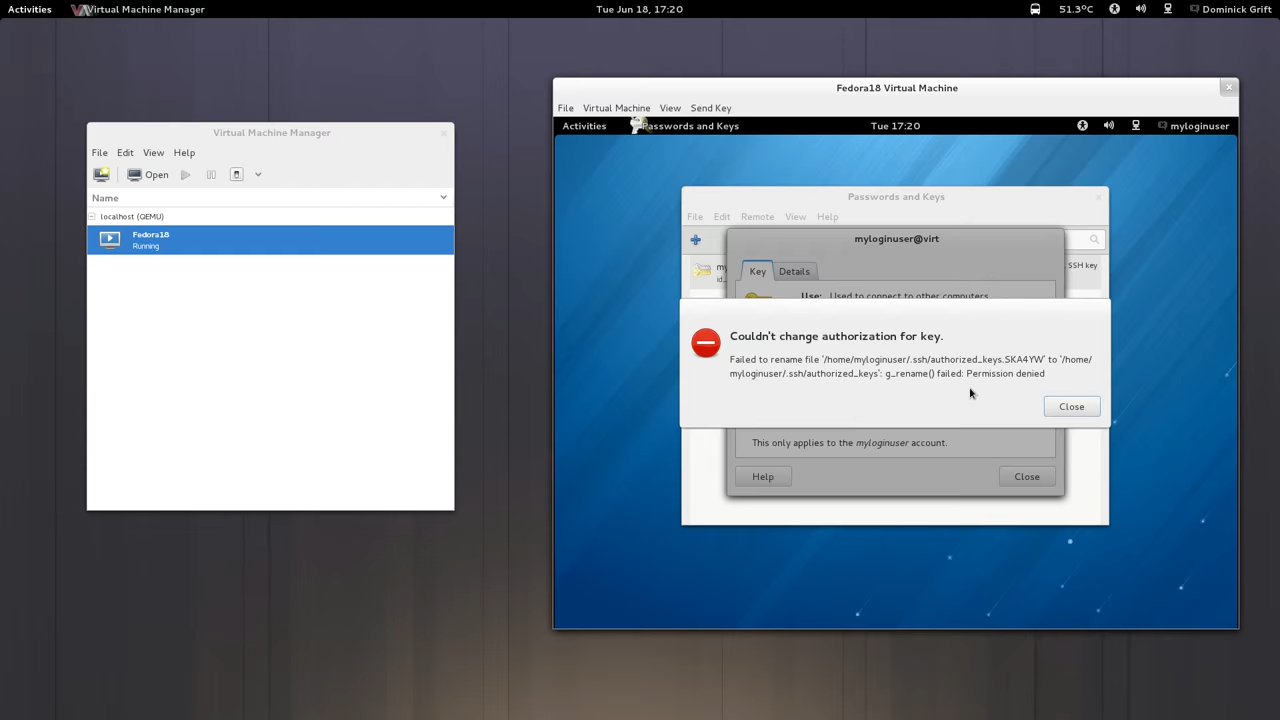 Activities Virtual Machine Manager Tue Jun 18, 17:20 51.3ºC Dominick Grift
Virtual Machine Manager
File Edit View Help
Open
Name
localhost (QEMU)
Fedora18
Running
Fedora18 Virtual Machine
File Virtual Machine View Send Key
Activities Passwords and Keys Tue 17:20 myloginuser
Passwords and Keys
File Edit Remote View Help
myloginuser@virt
Key Details
SSH key
Use: Used to connect to other computers.
Couldn't change authorization for key.
Failed to rename file '/home/myloginuser/.ssh/authorized_keys.SKA4YW' to '/home/
myloginuser/.ssh/authorized_keys': g_rename() failed: Permission denied
Close
This only applies to the myloginuser account.
Help Close